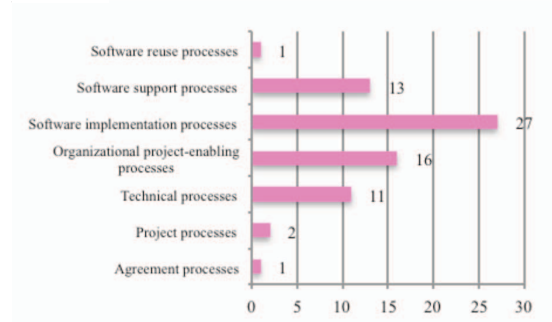 Software reuse processes 1
Software support processes 13
Software implementation processes 27
Organizational project-enabling
processes 16
Technical processes 11
Project processes 2
Agreement processes 1
0 5 10 15 20 25 30